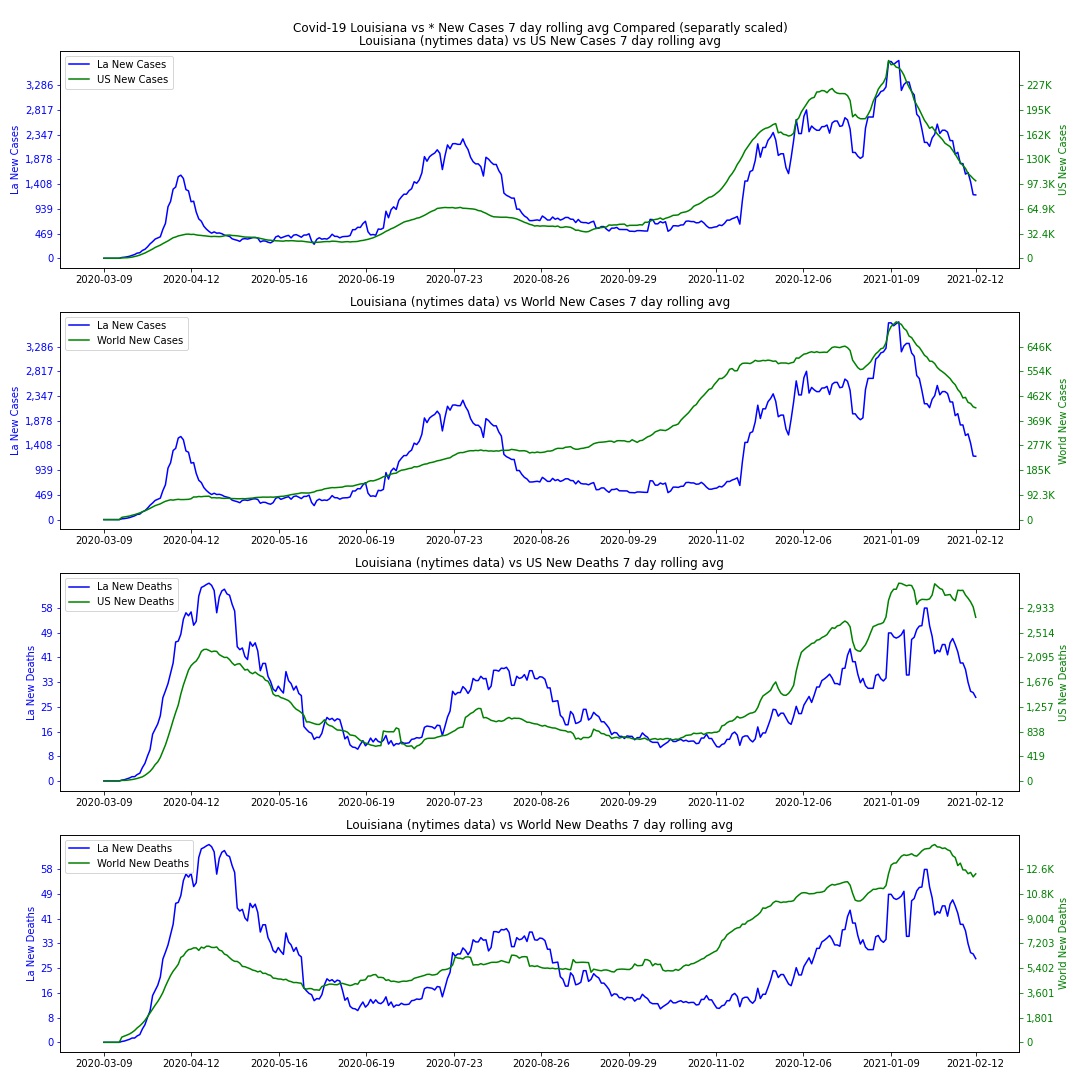 Covid-19 Louisiana vs * New Cases 7 day rolling avg Compared (separatly scaled)
Louisiana (nytimes data) vs US New Cases 7 day rolling avg
La New Cases
US New Cases
3,286
2,817
2,347
1,878
1,408
939
469
0
La New Cases
227K
195K
162K
130K
97.3K
64.9K
32.4K
0
US New Cases
2020-03-09 2020-04-12 2020-05-16 2020-06-19 2020-07-23 2020-08-26 2020-09-29 2020-11-02 2020-12-06 2021-01-09 2021-02-12
Louisiana (nytimes data) vs World New Cases 7 day rolling avg
La New Cases
World New Cases
3,286
2,817
2,347
1,878
1,408
939
469
0
La New Cases
646K
554K
462K
369K
277K
185K
92.3K
0
World New Cases
2020-03-09 2020-04-12 2020-05-16 2020-06-19 2020-07-23 2020-08-26 2020-09-29 2020-11-02 2020-12-06 2021-01-09 2021-02-12
Louisiana (nytimes data) vs US New Deaths 7 day rolling avg
La New Deaths
US New Deaths
58
49
41
33
25
16
8
0
La New Deaths
2,933
2,514
2,095
1,676
1,257
838
419
0
US New Deaths
2020-03-09 2020-04-12 2020-05-16 2020-06-19 2020-07-23 2020-08-26 2020-09-29 2020-11-02 2020-12-06 2021-01-09 2021-02-12
Louisiana (nytimes data) vs World New Deaths 7 day rolling avg
La New Deaths
World New Deaths
58
49
41
33
25
16
8
0
La New Deaths
12.6K
10.8K
9,004
7,203
5,402
3,601
1,801
0
World New Deaths
2020-03-09 2020-04-12 2020-05-16 2020-06-19 2020-07-23 2020-08-26 2020-09-29 2020-11-02 2020-12-06 2021-01-09 2021-02-12